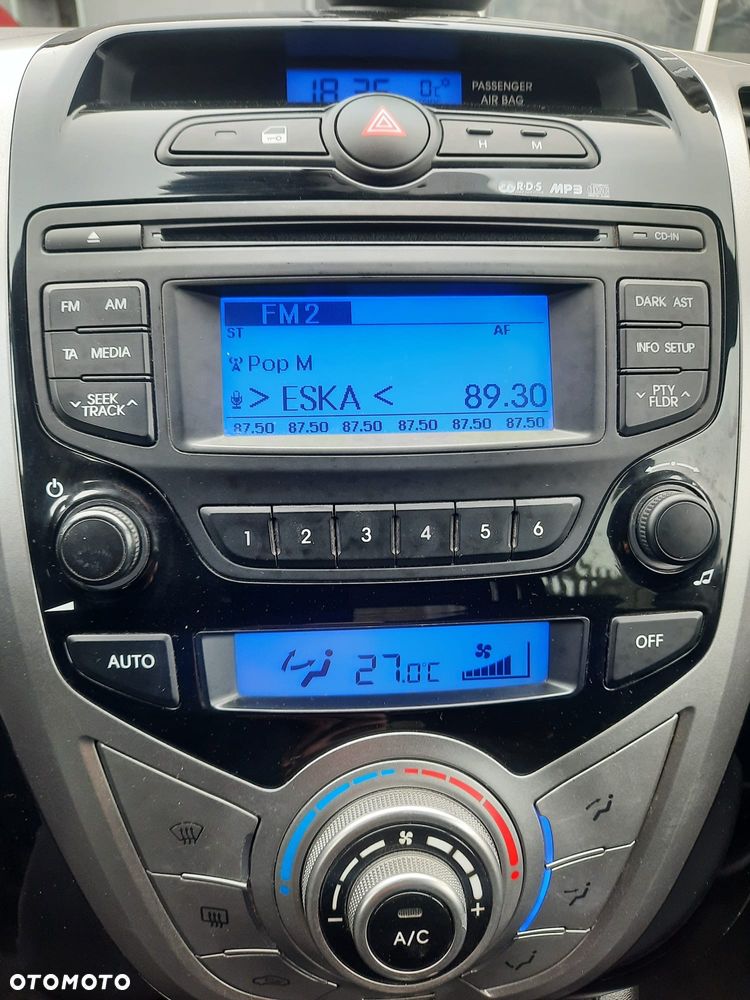 PASSENGER
AIR BAG
H M
R·D·S MP3
CD-IN
FM AM
TA MEDIA
SEEK
TRACK
FM2
ST AF
Pop M
> ESKA < 89.30
87.50 87.50 87.50 87.50 87.50 87.50
DARK AST
INFO SETUP
PTY
FLDR
1 2 3 4 5 6
AUTO
27.0°C
OFF
- +
A/C
OTOMOTO